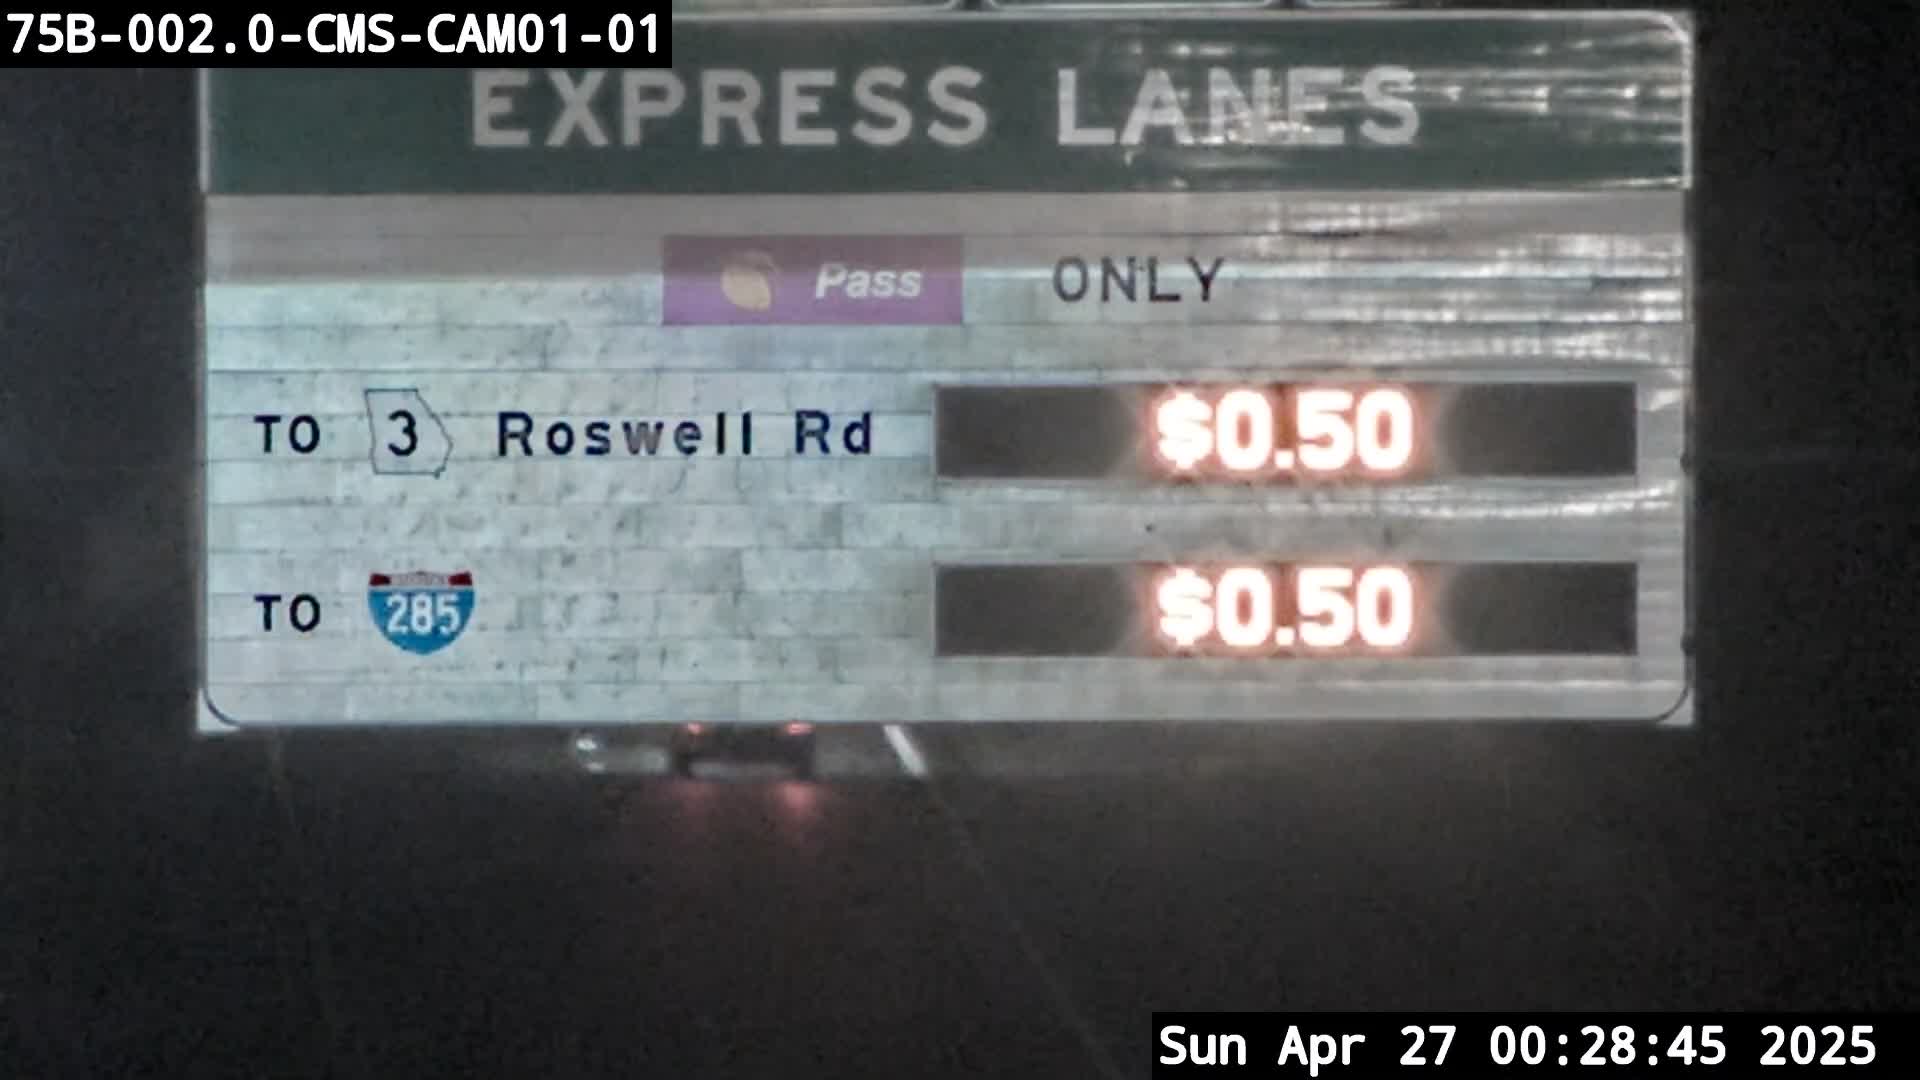 75B-002.0-CMS-CAM01-01
EXPRESS LANES
Pass ONLY
TO 3 Roswell Rd $0.50
TO 285 $0.50
Sun Apr 27 00:28:45 2025